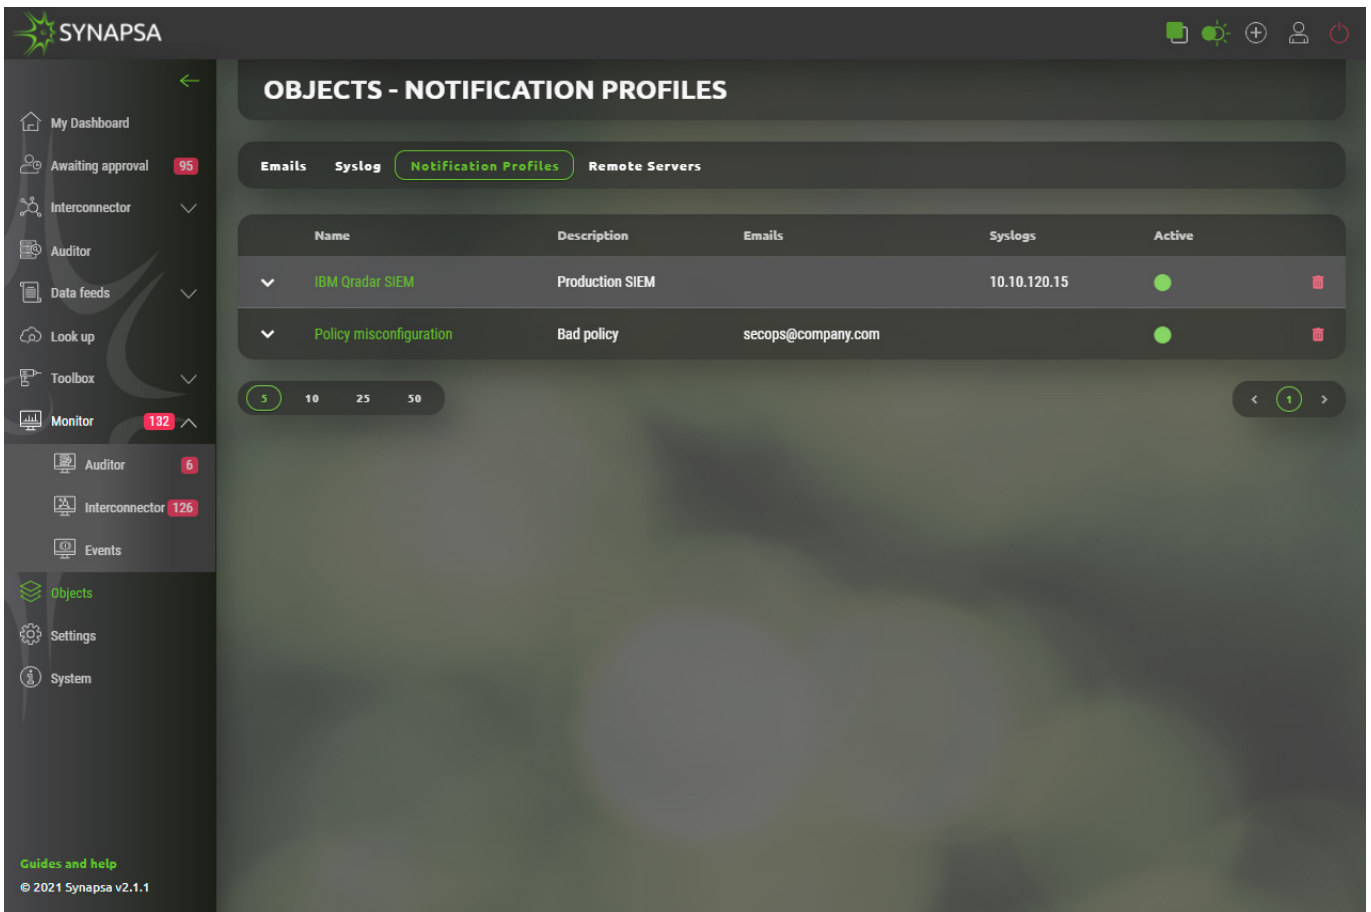 SYNAPSA
My Dashboard
Awaiting approval 95
Interconnector
Auditor
Data feeds
Look up
Toolbox
Monitor 132
Auditor 6
Interconnector 126
Events
Objects
Settings
System
Guides and help
© 2021 Synapsa v2.1.1
OBJECTS - NOTIFICATION PROFILES
Emails Syslog Notification Profiles Remote Servers
Name Description Emails Syslogs Active
IBM Qradar SIEM Production SIEM 10.10.120.15
Policy misconfiguration Bad policy secops@company.com
5 10 25 50
< 1 >